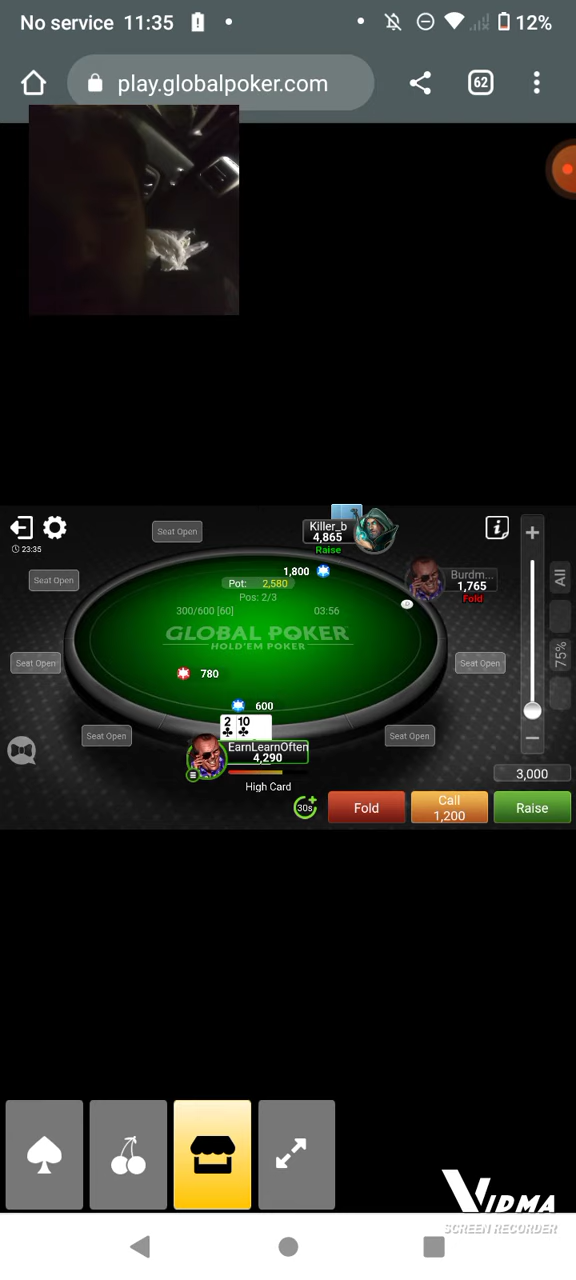 No service 11:35 12%
play.globalpoker.com
62
Killer_b
4,865
Raise
23:35
Seat Open
Seat Open
1,800
Pot: 2,580
Pos: 2/3
Burdm...
1,765
Fold
All
300/600 [60] 03:56
GLOBAL POKER
HOLD'EM POKER
Seat Open
Seat Open
75%
780
600
2 10
Seat Open
Seat Open
EarnLearnOften
4,290
High Card
3,000
30s
Fold
Call
1,200
Raise
VIDMA
SCREEN RECORDER